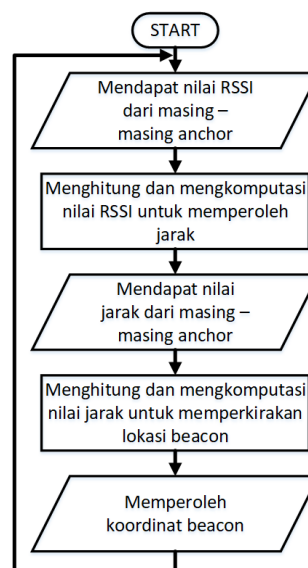 START
Mendapat nilai RSSI
dari masing –
masing anchor
Menghitung dan mengkomputasi
nilai RSSI untuk memperoleh
jarak
Mendapat nilai
jarak dari masing –
masing anchor
Menghitung dan mengkomputasi
nilai jarak untuk memperkirakan
lokasi beacon
Memperoleh
koordinat beacon